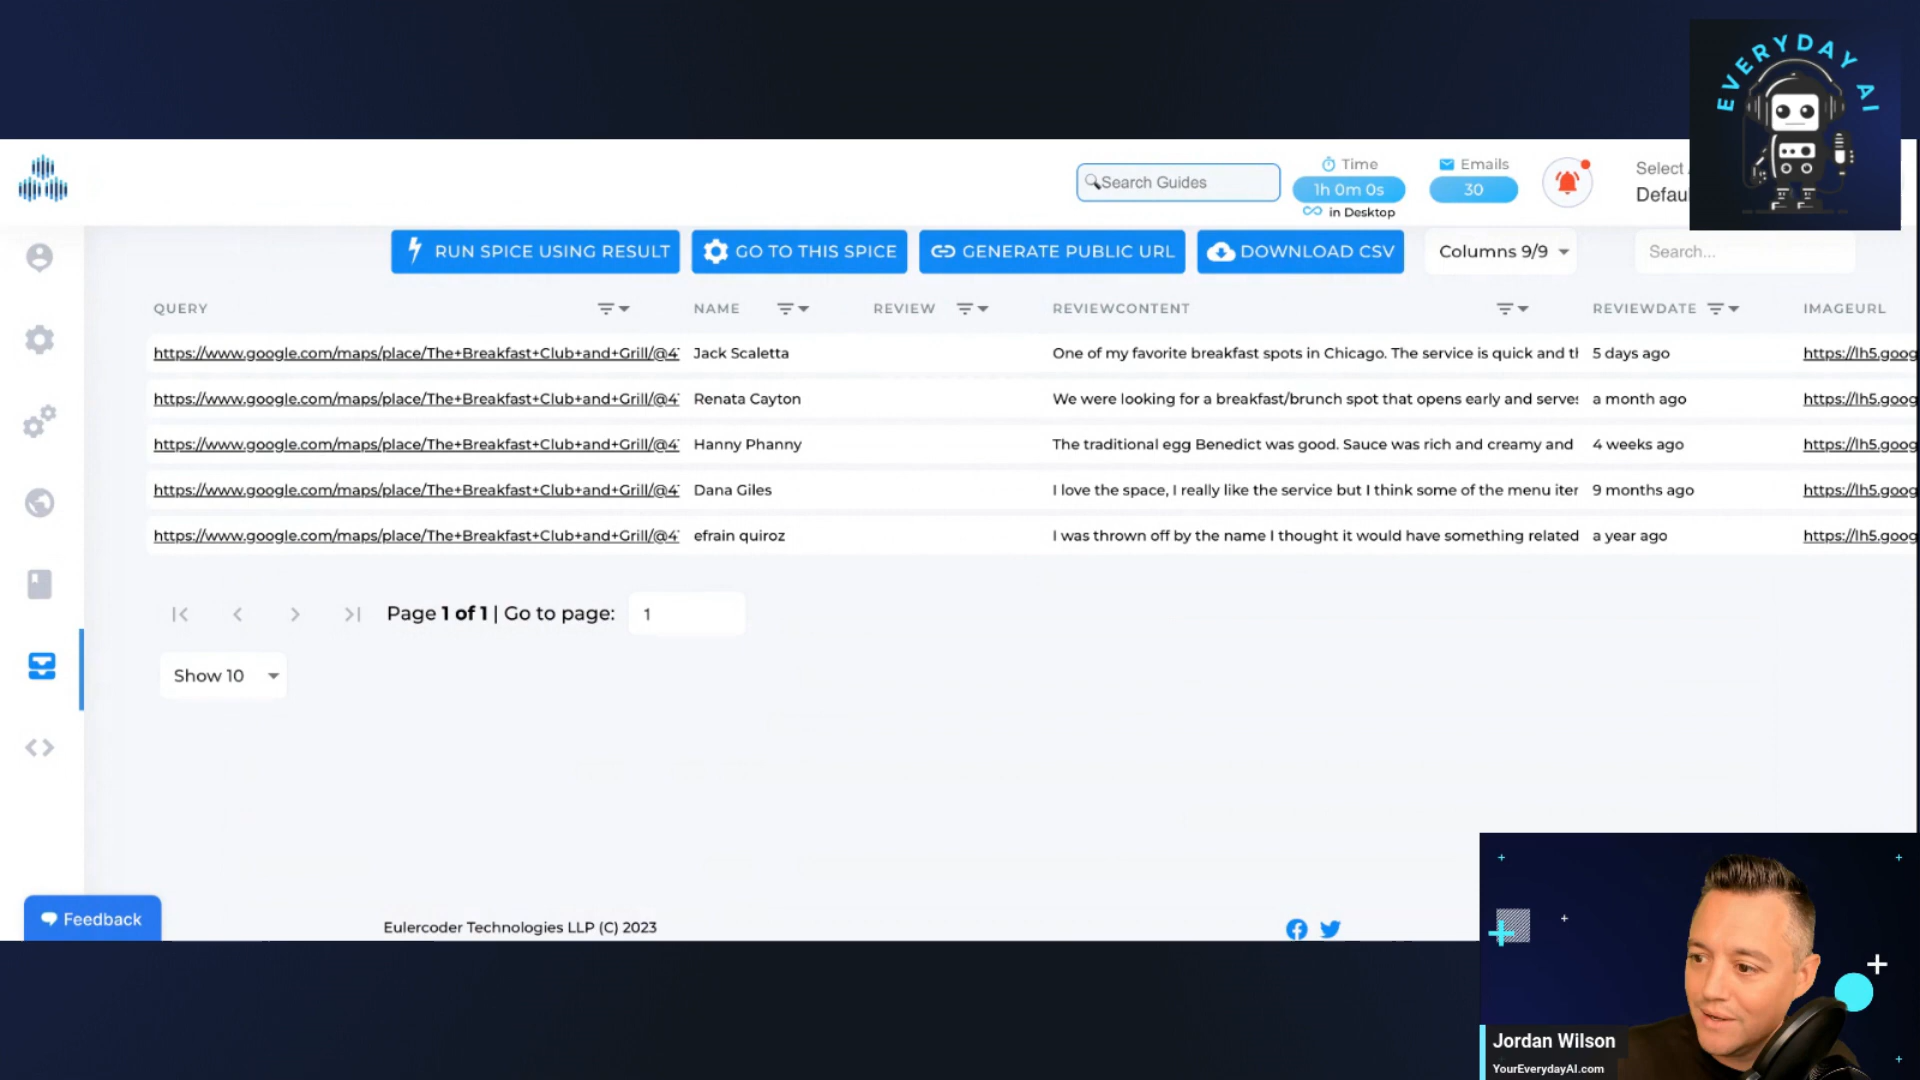 EVERYDAY AI
Search Guides
Time
1h 0m 0s
in Desktop
Emails
30
Select
Defau
RUN SPICE USING RESULT
GO TO THIS SPICE
GENERATE PUBLIC URL
DOWNLOAD CSV
Columns 9/9
Search...
QUERY NAME REVIEW REVIEWCONTENT REVIEWDATE IMAGEURL
https://www.google.com/maps/place/The+Breakfast+Club+and+Grill/@4 Jack Scaletta One of my favorite breakfast spots in Chicago. The service is quick and th 5 days ago https://lh5.goog
https://www.google.com/maps/place/The+Breakfast+Club+and+Grill/@4 Renata Cayton We were looking for a breakfast/brunch spot that opens early and serves a month ago https://lh5.goog
https://www.google.com/maps/place/The+Breakfast+Club+and+Grill/@4 Hanny Phanny The traditional egg Benedict was good. Sauce was rich and creamy and 4 weeks ago https://lh5.goog
https://www.google.com/maps/place/The+Breakfast+Club+and+Grill/@4 Dana Giles I love the space, I really like the service but I think some of the menu iter 9 months ago https://lh5.goog
https://www.google.com/maps/place/The+Breakfast+Club+and+Grill/@4 efrain quiroz I was thrown off by the name I thought it would have something related a year ago https://lh5.goog
Page 1 of 1 | Go to page: 1
Show 10
Feedback
Eulercoder Technologies LLP (C) 2023
Jordan Wilson
YourEverydayAI.com